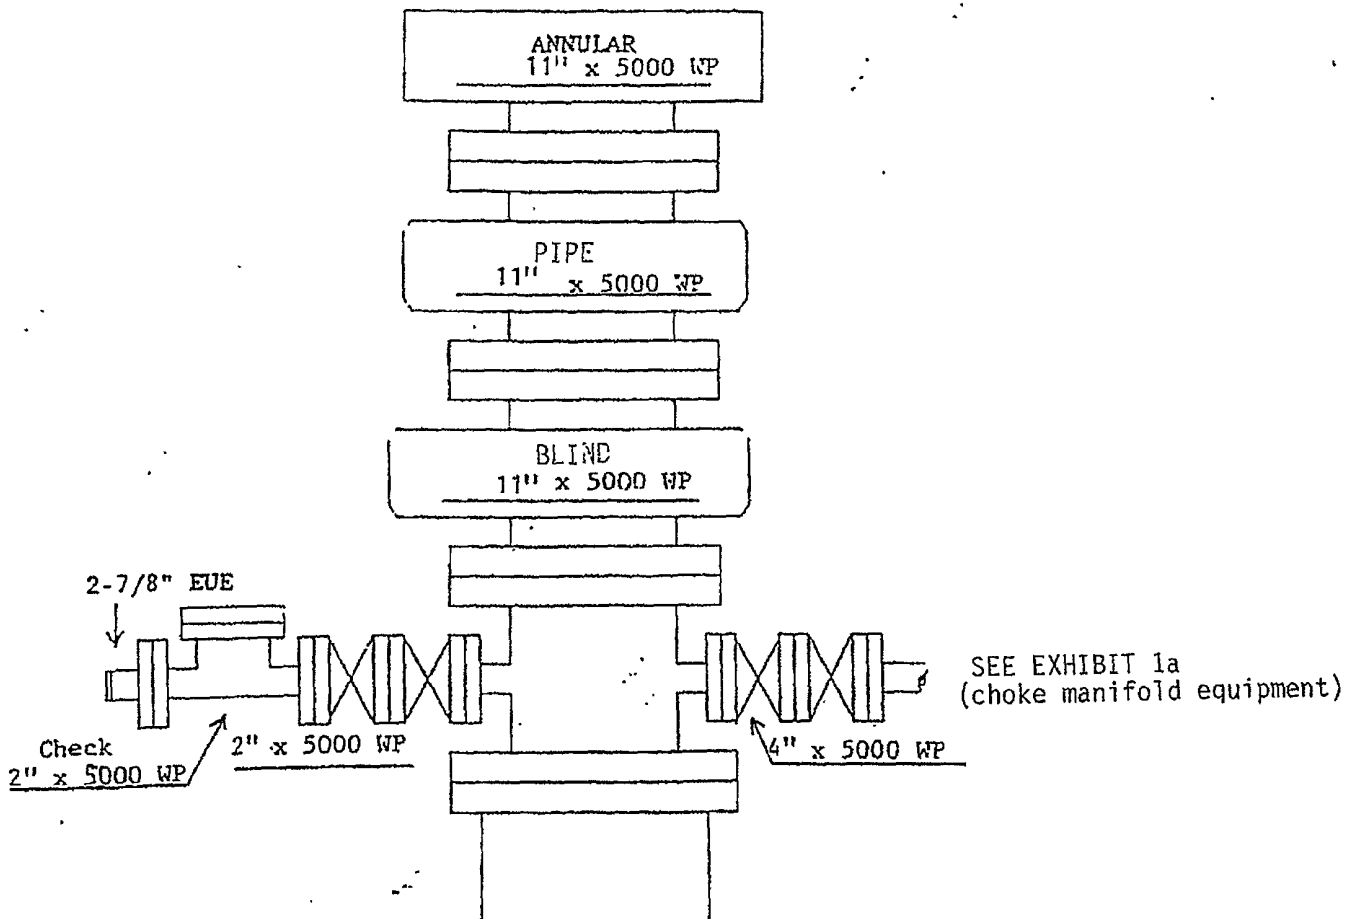 ANNULAR
11" x 5000 WP
PIPE
11" x 5000 WP
BLIND
11" x 5000 WP
2-7/8" EUE
SEE EXHIBIT 1a
(choke manifold equipment)
Check
2" x 5000 WP
2" x 5000 WP
4" x 5000 WP